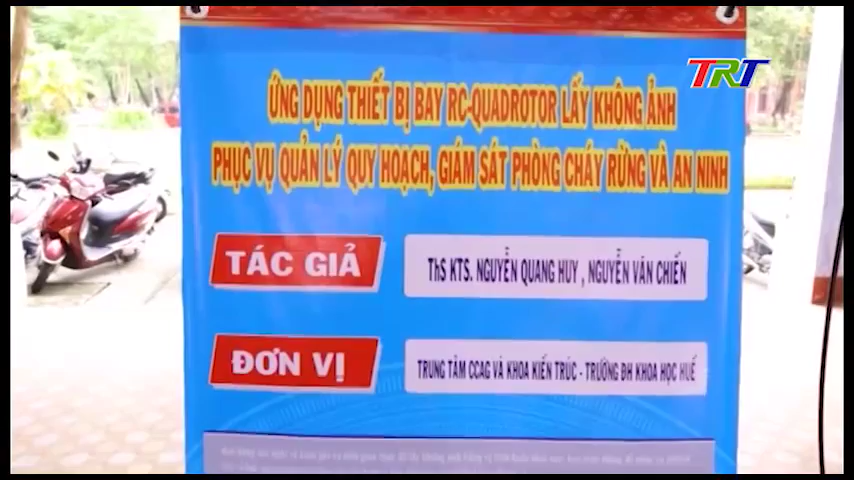 TRT
ỨNG DỤNG THIẾT BỊ BAY RC-QUADROTOR LẤY KHÔNG ẢNH
PHỤC VỤ QUẢN LÝ QUY HOẠCH, GIÁM SÁT PHÒNG CHÁY RỪNG VÀ AN NINH
TÁC GIẢ
ThS KTS. NGUYỄN QUANG HUY , NGUYỄN VĂN CHIẾN
ĐƠN VỊ
TRUNG TÂM CCAG VÀ KHOA KIẾN TRÚC - TRƯỜNG ĐH KHOA HỌC HUẾ